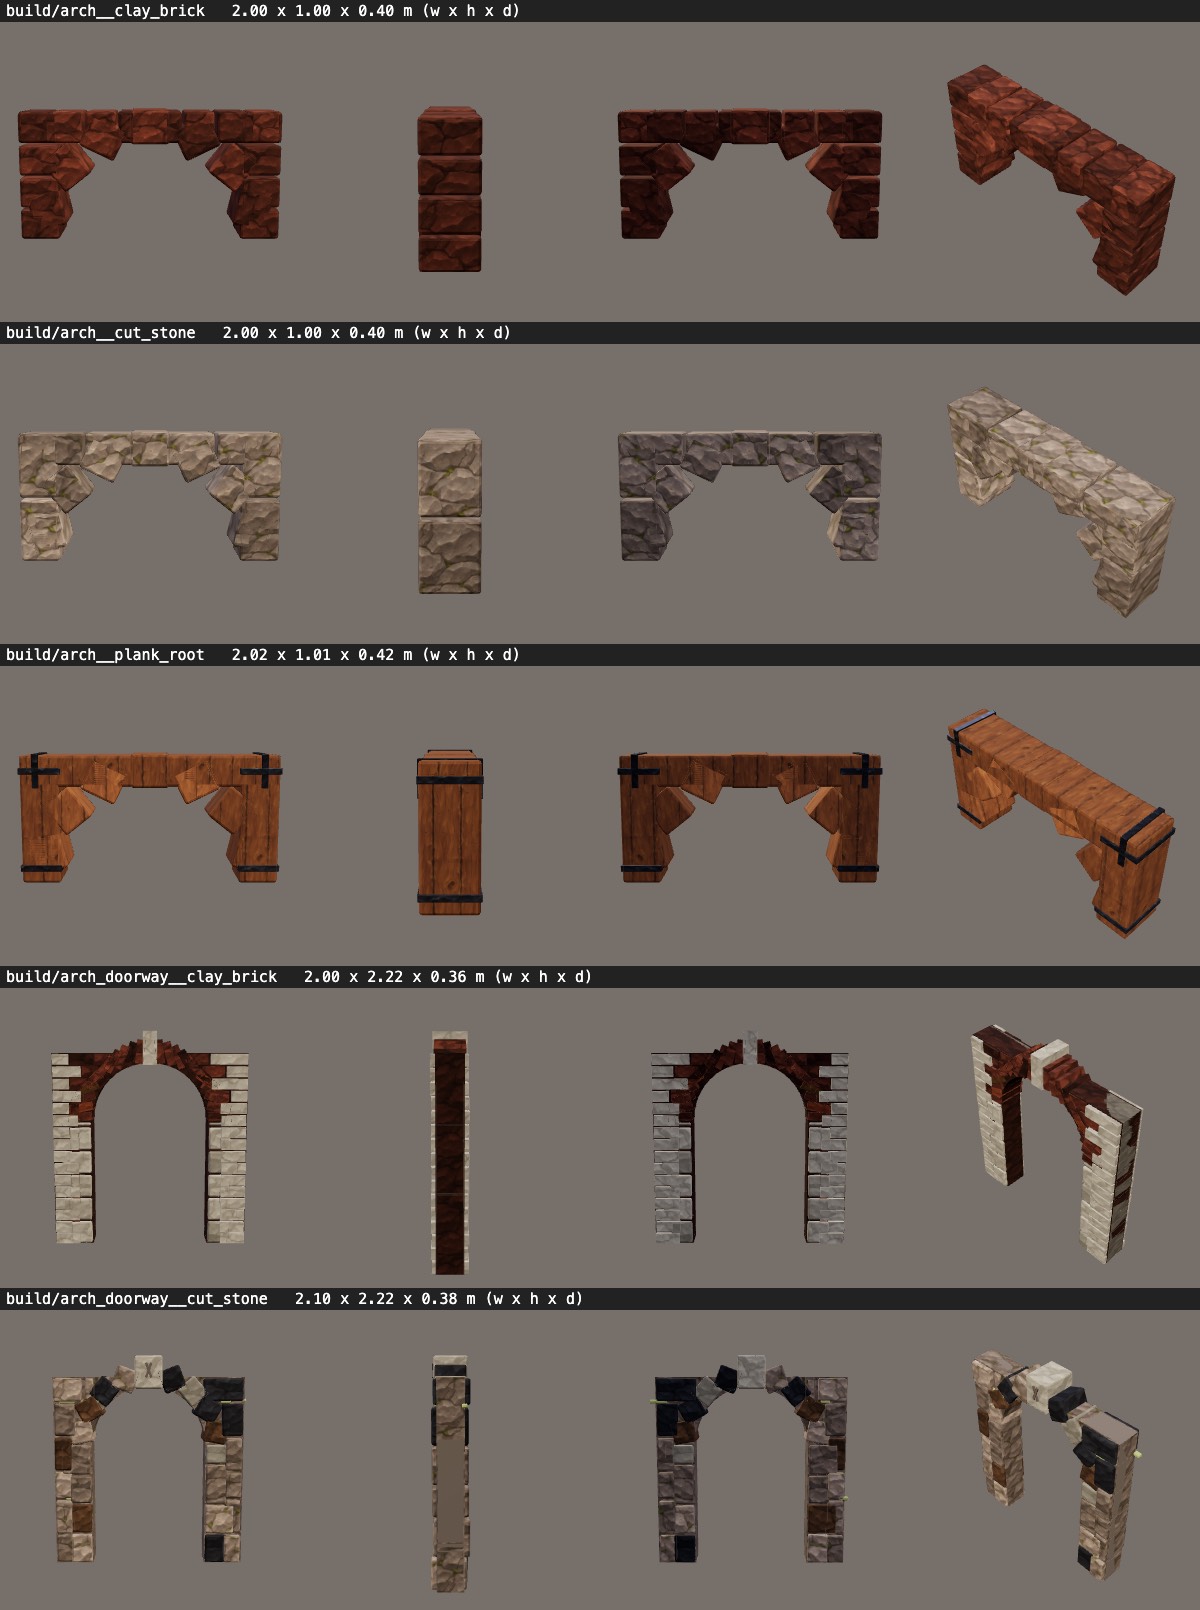 build/arch__clay_brick   2.00 x 1.00 x 0.40 m (w x h x d)
build/arch__cut_stone   2.00 x 1.00 x 0.40 m (w x h x d)
build/arch__plank_root   2.02 x 1.01 x 0.42 m (w x h x d)
build/arch_doorway__clay_brick   2.00 x 2.22 x 0.36 m (w x h x d)
build/arch_doorway__cut_stone   2.10 x 2.22 x 0.38 m (w x h x d)